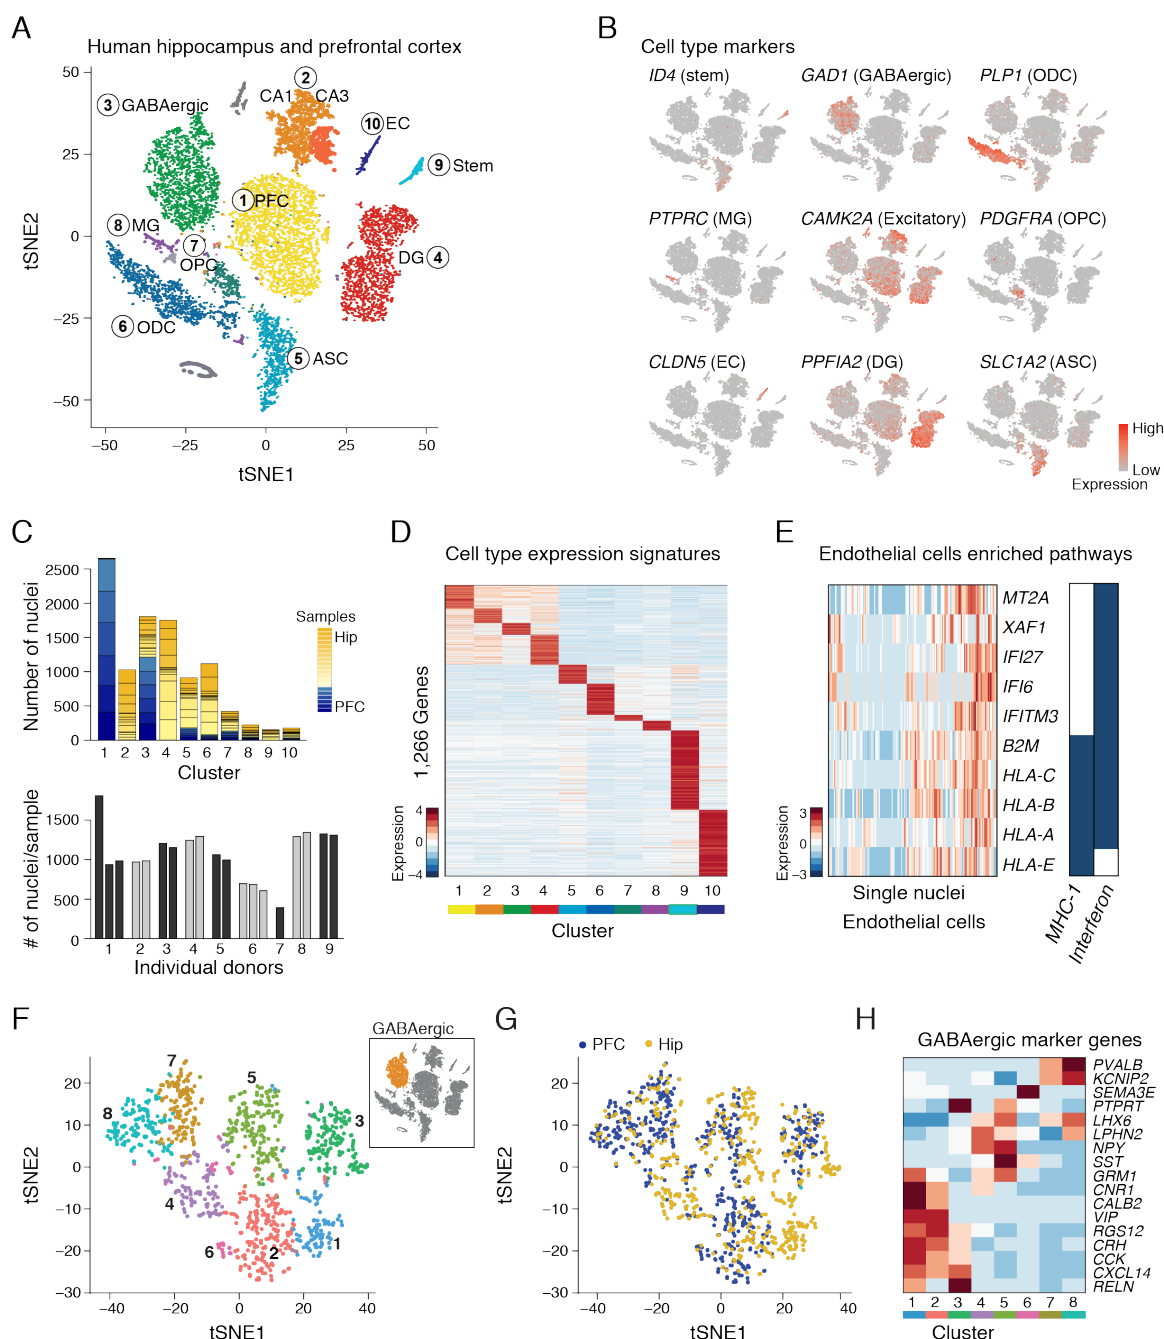 A
Human hippocampus and prefrontal cortex
50
25
0
−25
−50
−50
−25
0
25
50
tSNE2
tSNE1
3 GABAergic
2
CA1
CA3
10 EC
9 Stem
1 PFC
8 MG
7
OPC
DG 4
6 ODC
5 ASC
B
Cell type markers
ID4 (stem)
GAD1 (GABAergic)
PLP1 (ODC)
PTPRC (MG)
CAMK2A (Excitatory)
PDGFRA (OPC)
CLDN5 (EC)
PPFIA2 (DG)
SLC1A2 (ASC)
High
Low
Expression
C
Number of nuclei
2500
2000
1500
1000
500
0
1 2 3 4 5 6 7 8 9 10
Cluster
Samples
Hip
PFC
# of nuclei/sample
1500
1000
500
0
1 2 3 4 5 6 7 8 9
Individual donors
D
Cell type expression signatures
1,266 Genes
Expression
4
0
−4
1 2 3 4 5 6 7 8 9 10
Cluster
E
Endothelial cells enriched pathways
MT2A
XAF1
IFI27
IFI6
IFITM3
B2M
HLA-C
HLA-B
HLA-A
HLA-E
Expression
3
0
−3
Single nuclei
Endothelial cells
MHC-1
Interferon
F
GABAergic
20
10
0
−10
−20
−30
−40
−20
0
20
40
tSNE2
tSNE1
7
5
8
3
4
6
2
1
G
PFC
Hip
20
10
0
−10
−20
−30
−40
−20
0
20
40
tSNE2
tSNE1
H
GABAergic marker genes
PVALB
KCNIP2
SEMA3E
PTPRT
LHX6
LPHN2
NPY
SST
GRM1
CNR1
CALB2
VIP
RGS12
CRH
CCK
CXCL14
RELN
1 2 3 4 5 6 7 8
Cluster